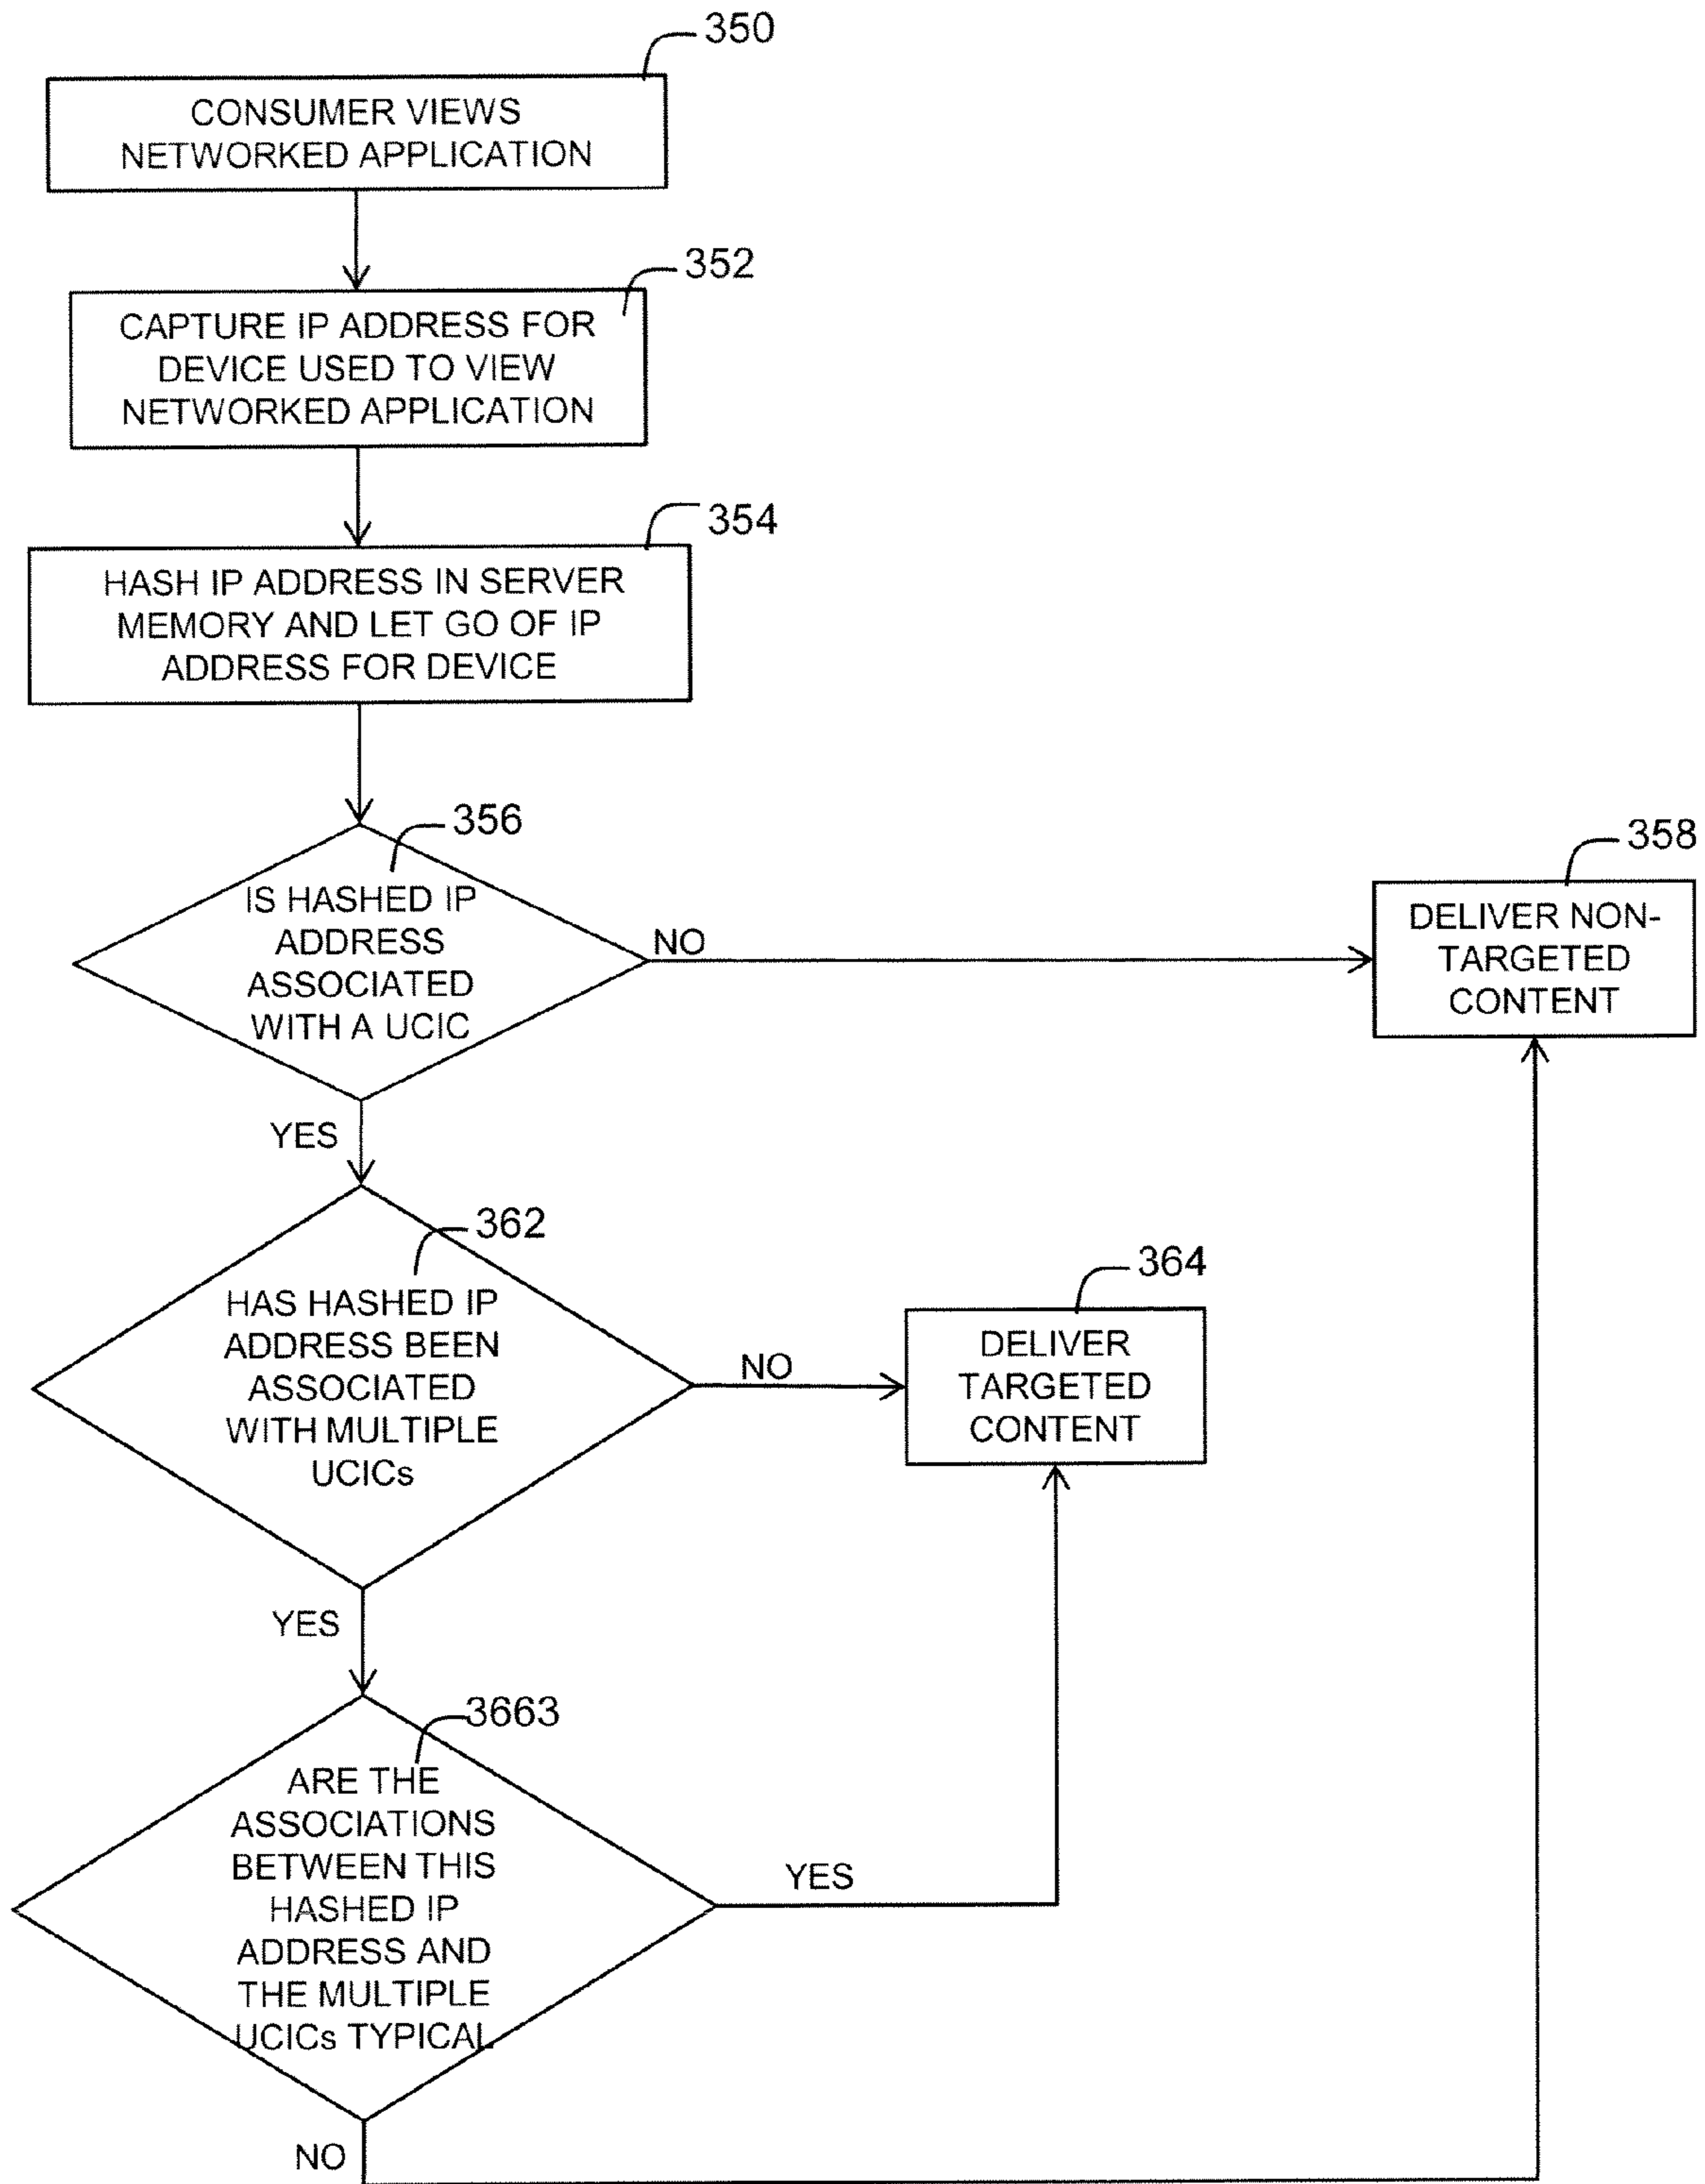 350
CONSUMER VIEWS
NETWORKED APPLICATION
352
CAPTURE IP ADDRESS FOR
DEVICE USED TO VIEW
NETWORKED APPLICATION
354
HASH IP ADDRESS IN SERVER
MEMORY AND LET GO OF IP
ADDRESS FOR DEVICE
356
IS HASHED IP
ADDRESS
ASSOCIATED
WITH A UCIC
NO
358
DELIVER NON-
TARGETED
CONTENT
YES
362
HAS HASHED IP
ADDRESS BEEN
ASSOCIATED
WITH MULTIPLE
UCICs
NO
364
DELIVER
TARGETED
CONTENT
YES
3663
ARE THE
ASSOCIATIONS
BETWEEN THIS
HASHED IP
ADDRESS AND
THE MULTIPLE
UCICs TYPICAL
YES
NO